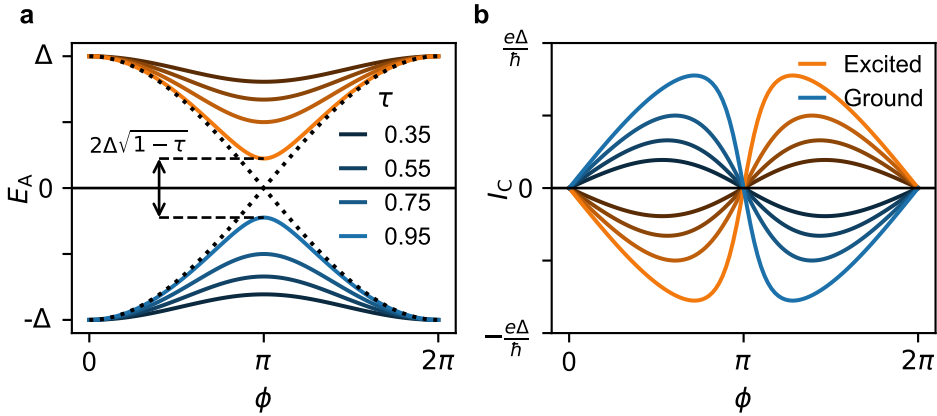 a
Δ
0
-Δ
E_A
2Δ√1 − τ
τ
0.35
0.55
0.75
0.95
0
π
2π
ϕ
b
eΔ/ħ
0
−eΔ/ħ
I_C
Excited
Ground
0
π
2π
ϕ